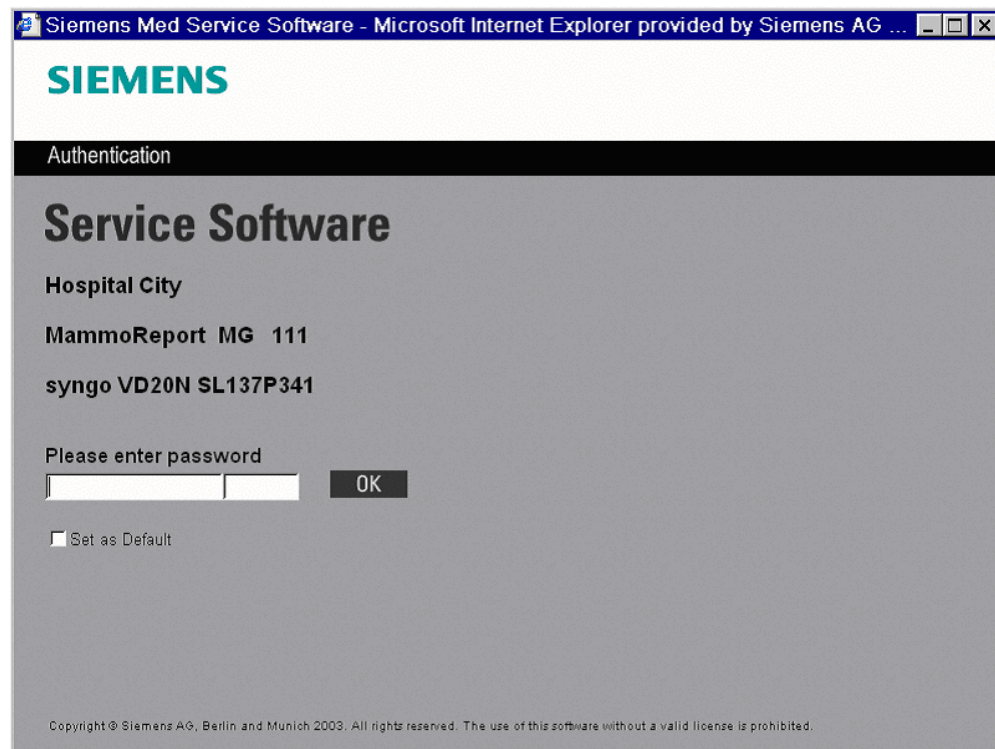 Siemens Med Service Software - Microsoft Internet Explorer provided by Siemens AG ...
SIEMENS
Authentication
Service Software
Hospital City
MammoReport MG 111
syngo VD20N SL137P341
Please enter password
OK
Set as Default
Copyright © Siemens AG, Berlin and Munich 2003. All rights reserved. The use of this software without a valid license is prohibited.